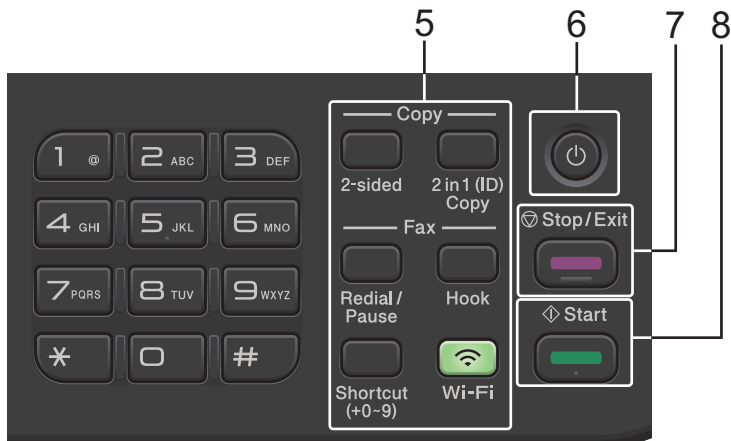 5 6 7 8
Copy
2-sided 2 in 1 (ID)
Copy
Fax
Redial /
Pause
Hook
Shortcut
(+0~9)
Wi-Fi
Stop/Exit
Start
1 @ 2 ABC 3 DEF
4 GHI 5 JKL 6 MNO
7 PQRS 8 TUV 9 WXYZ
* 0 #